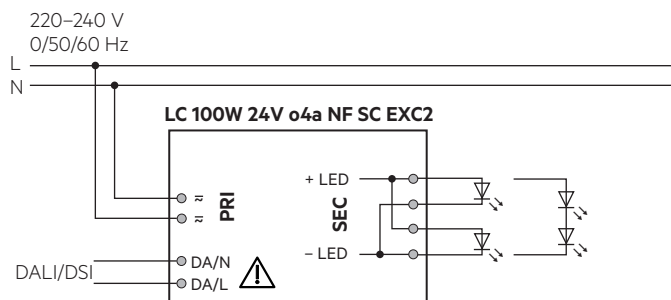 220–240 V
0/50/60 Hz
L
N
LC 100W 24V o4a NF SC EXC2
+ LED
≂
PRI
SEC
≂
– LED
DA/N
DALI/DSI
DA/L